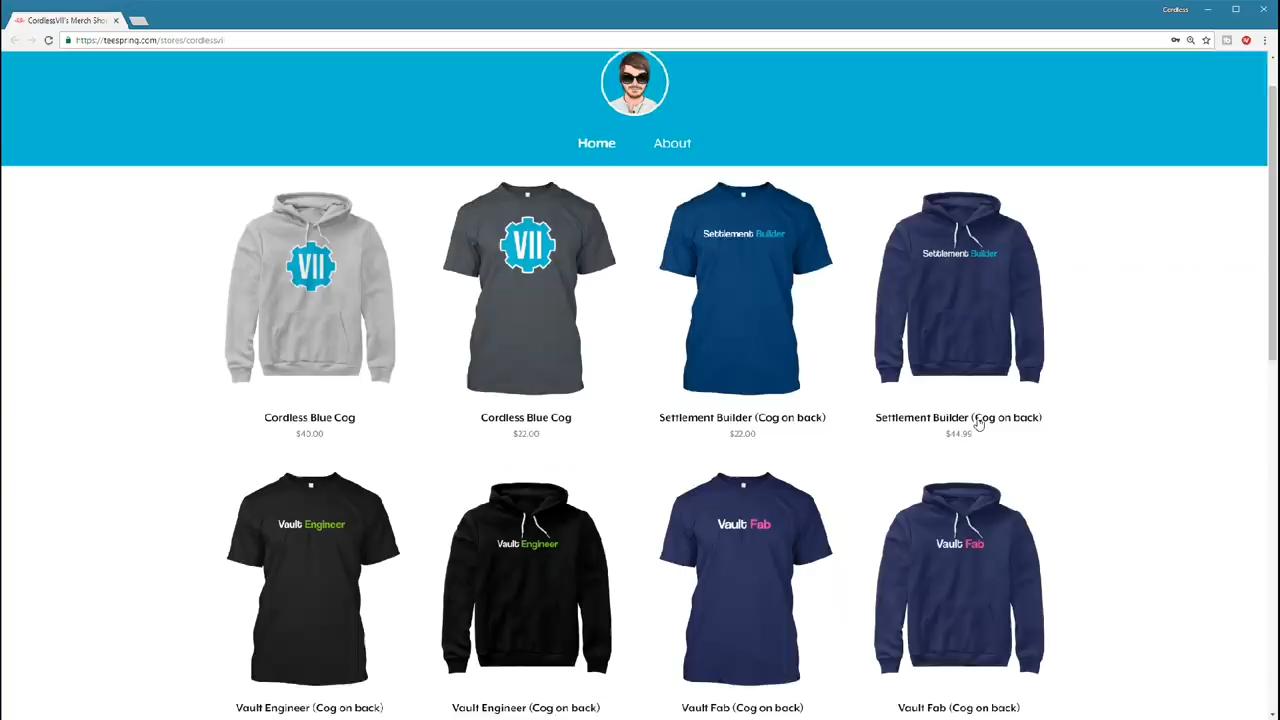 Cordless
CordlessVII's Merch Sho
https://teespring.com/stores/cordlessvii
Home About
VII
VII
Settlement Builder
Settlement Builder
Cordless Blue Cog
Cordless Blue Cog
Settlement Builder (Cog on back)
Settlement Builder (Cog on back)
$40.00
$22.00
$22.00
$44.99
Vault Engineer
Vault Engineer
Vault Fab
Vault Fab
Vault Engineer (Cog on back)
Vault Engineer (Cog on back)
Vault Fab (Cog on back)
Vault Fab (Cog on back)